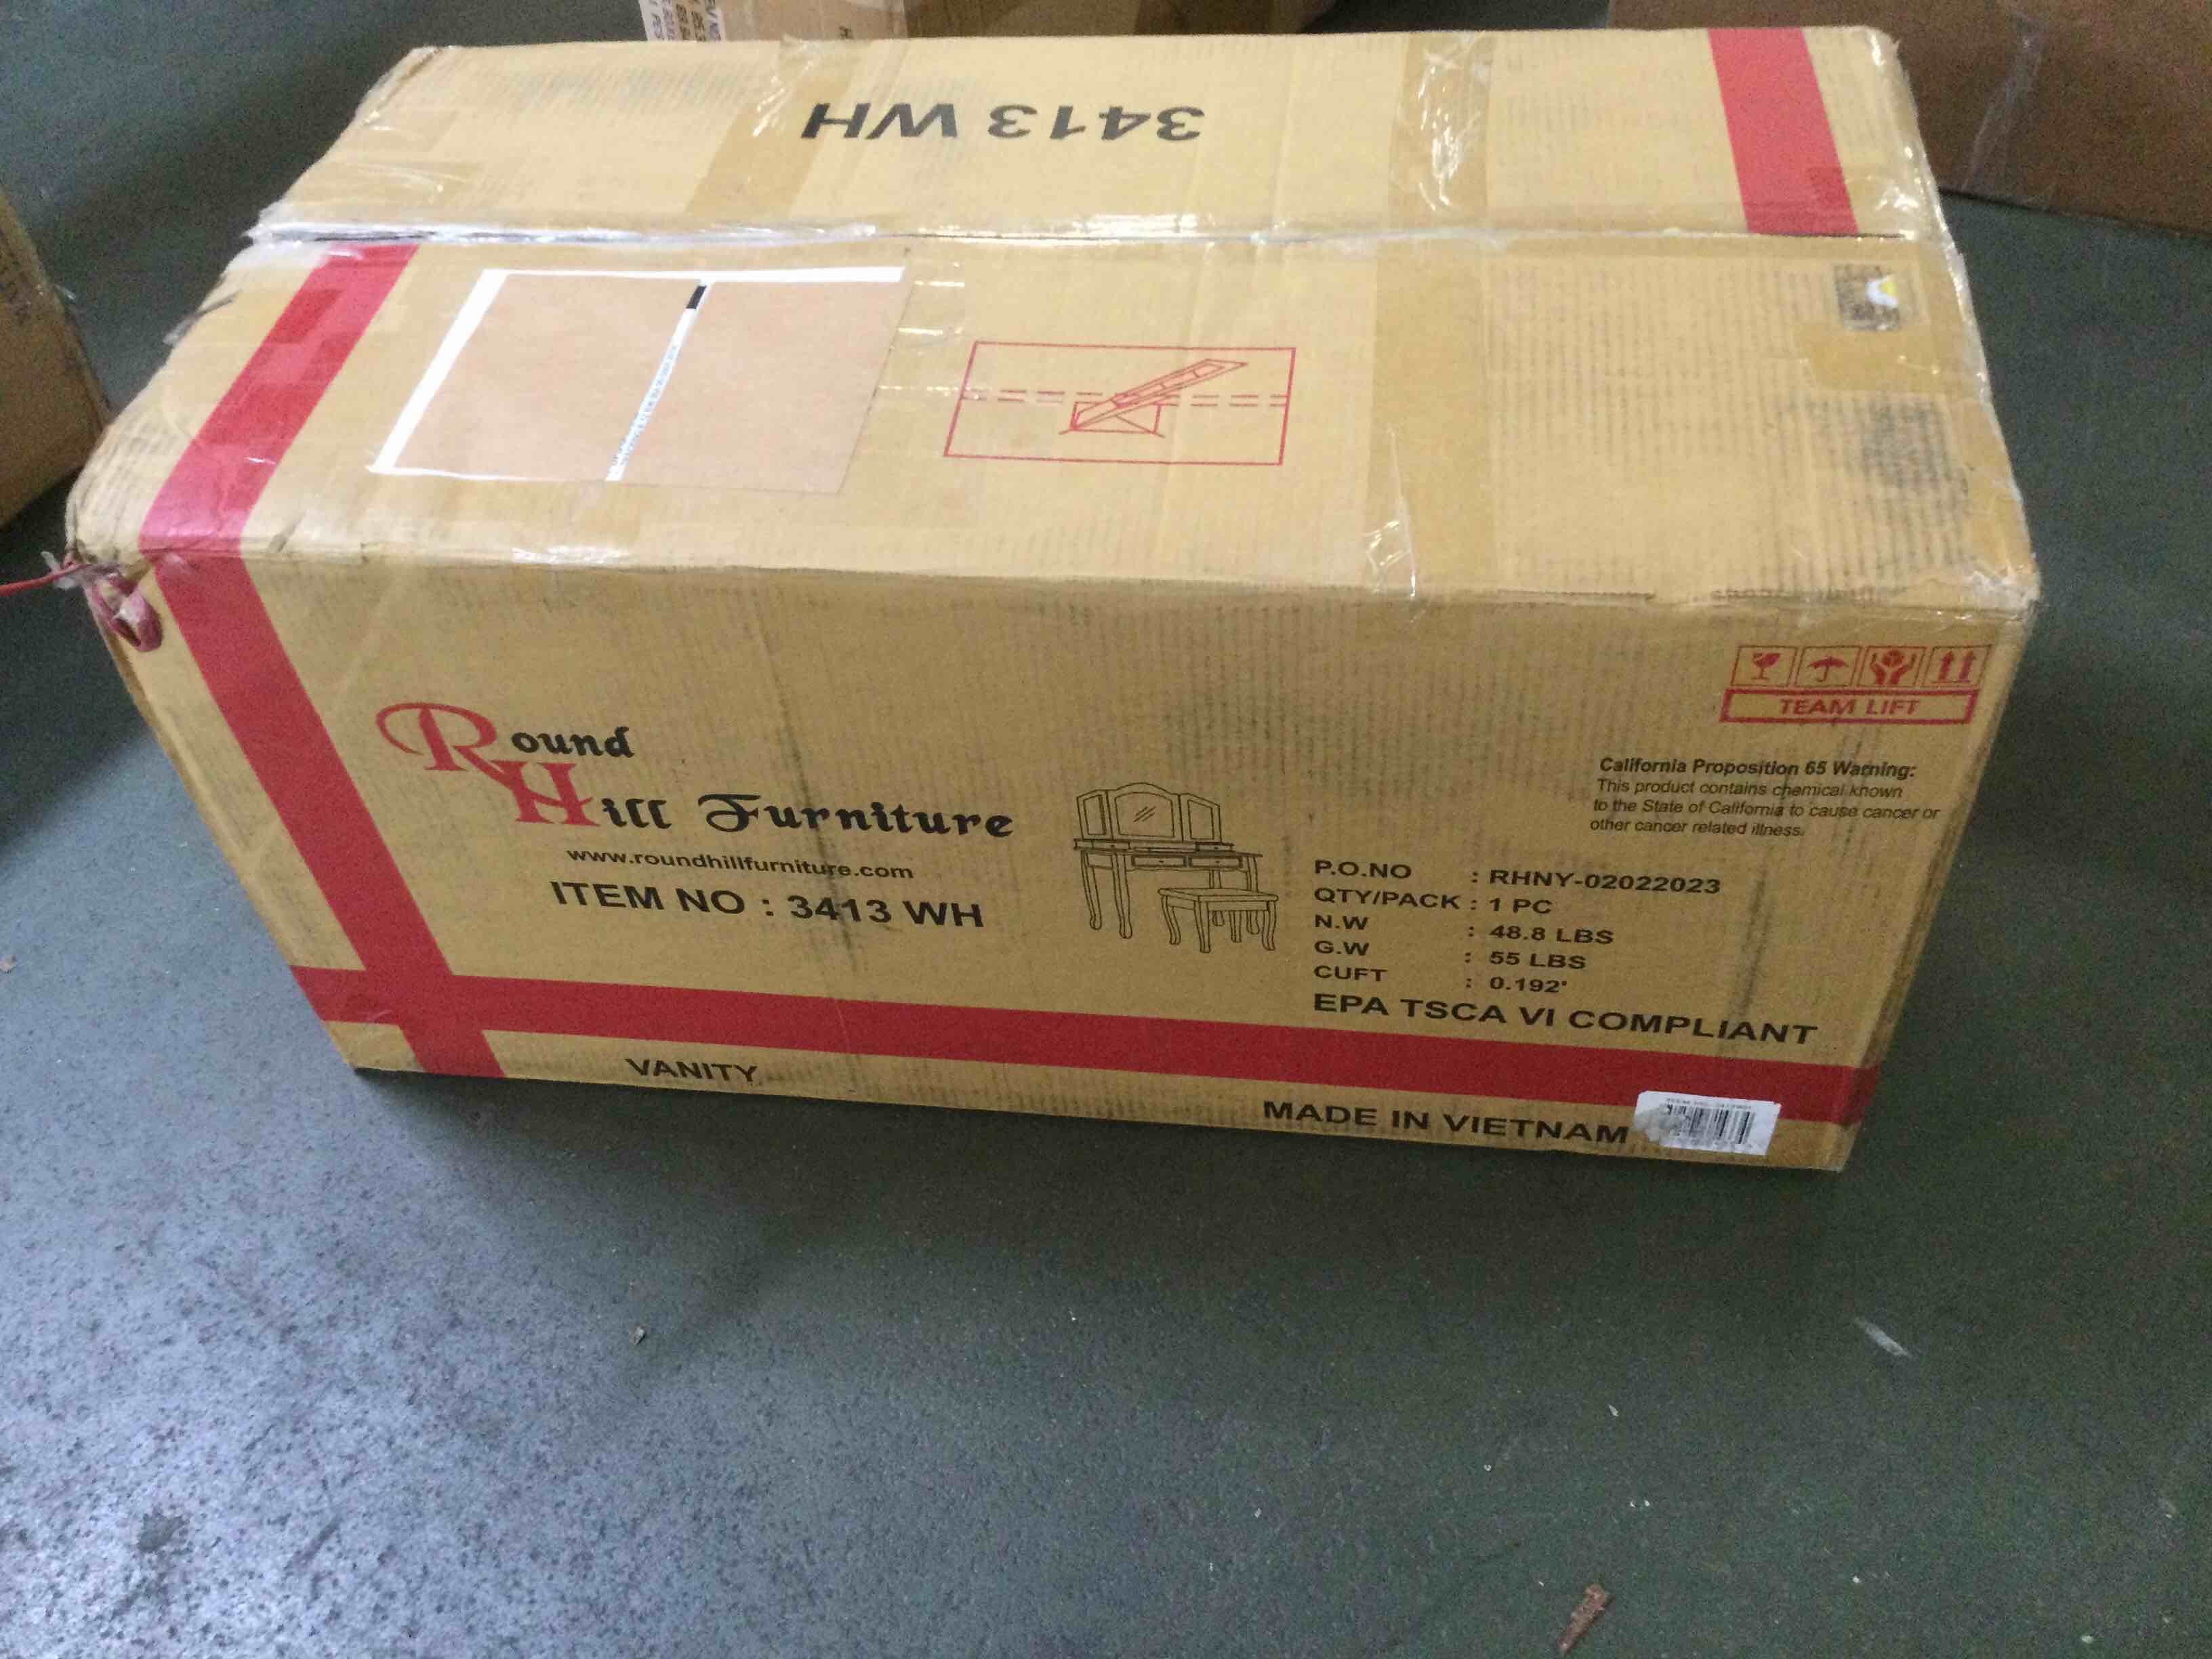 3413 WH
TEAM LIFT
Round
Hill Furniture
www.roundhillfurniture.com
ITEM NO : 3413 WH
California Proposition 65 Warning:
This product contains chemical known
to the State of California to cause cancer or
other cancer related illness.
P.O.NO : RHNY-02022023
QTY/PACK : 1 PC
N.W : 48.8 LBS
G.W : 55 LBS
CUFT : 0.192'
EPA TSCA VI COMPLIANT
VANITY
MADE IN VIETNAM